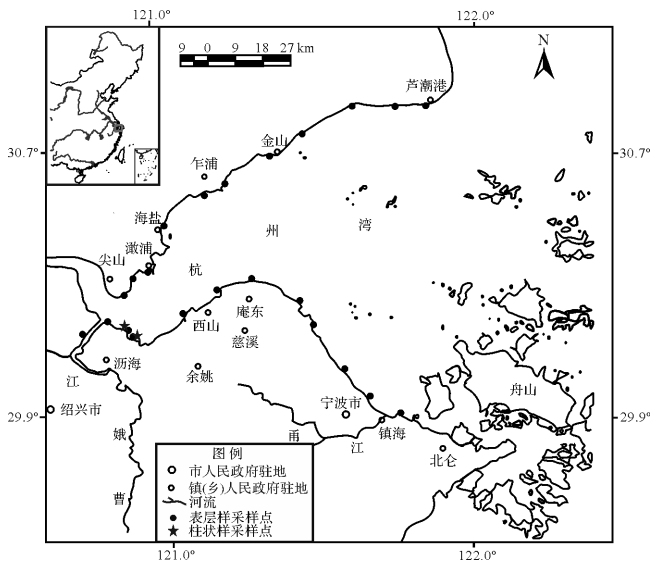 121.0°
122.0°
9 0 9 18 27 km
N
芦潮港
30.7°
30.7°
金山
乍浦
海盐
州
湾
澉浦
尖山
杭
庵东
西山
慈溪
沥海
余姚
江
舟山
宁波市
绍兴市
29.9°
29.9°
娥
甬
江
镇海
北仑
曹
图例
市人民政府驻地
镇(乡)人民政府驻地
河流
表层样采样点
柱状样采样点
121.0°
122.0°